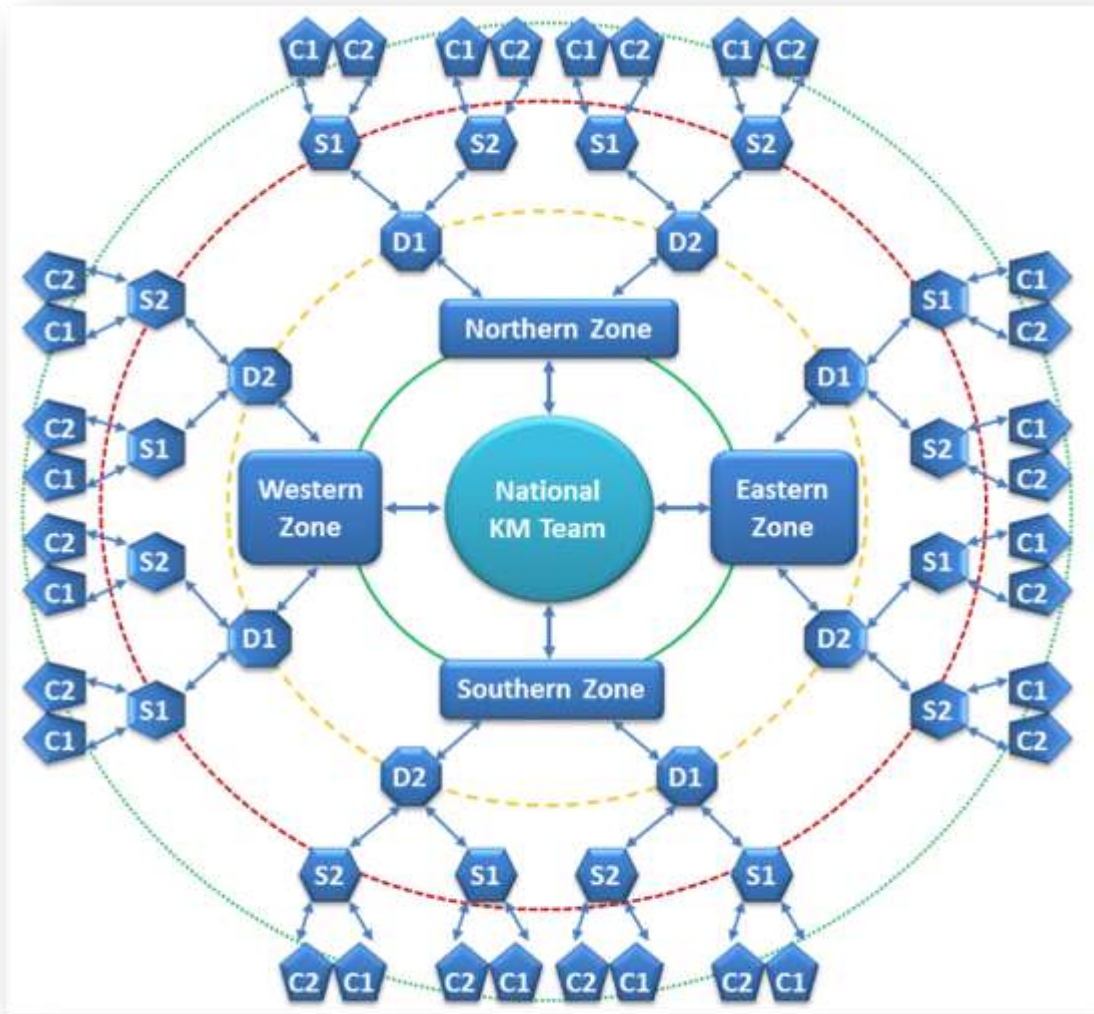 C1 C2 C1 C2 C1 C2 C1 C2
S1 S2 S1 S2
D1 D2
C2 S2 S1 C1
C1 C2
Northern Zone
D2 D1
C2 S1 S2 C1
C1 C2
Western
Zone
National
KM Team
Eastern
Zone
C2 S2 S1 C1
C1 C2
D1 D2
C2 S1 S2 C1
C1 C2
Southern Zone
D2 D1
S2 S1 S2 S1
C2 C1 C2 C1 C2 C1 C2 C1